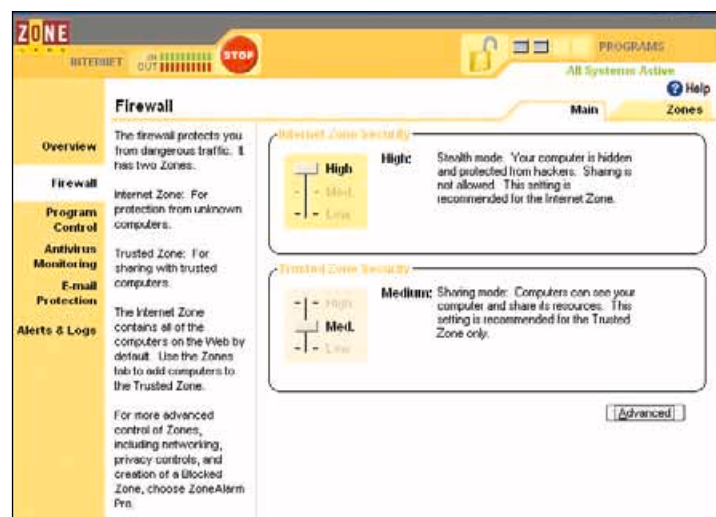 ZONE
LABS
INTERNET
IN
OUT
STOP
PROGRAMS
All Systems Active
Help
Firewall
Main
Zones
Overview
Firewall
Program
Control
Antivirus
Monitoring
E-mail
Protection
Alerts & Logs
The firewall protects you
from dangerous traffic. It
has two Zones.
Internet Zone: For
protection from unknown
computers.
Trusted Zone: For
sharing with trusted
computers.
The Internet Zone
contains all of the
computers on the Web by
default. Use the Zones
tab to add computers to
the Trusted Zone.
For more advanced
control of Zones,
including networking,
privacy controls, and
creation of a Blocked
Zone, choose ZoneAlarm
Pro.
Internet Zone Security
High
Med.
Low
High: Stealth mode. Your computer is hidden
and protected from hackers. Sharing is
not allowed. This setting is
recommended for the Internet Zone.
Trusted Zone Security
High
Med.
Low
Medium: Sharing mode: Computers can see your
computer and share its resources. This
setting is recommended for the Trusted
Zone only.
Advanced